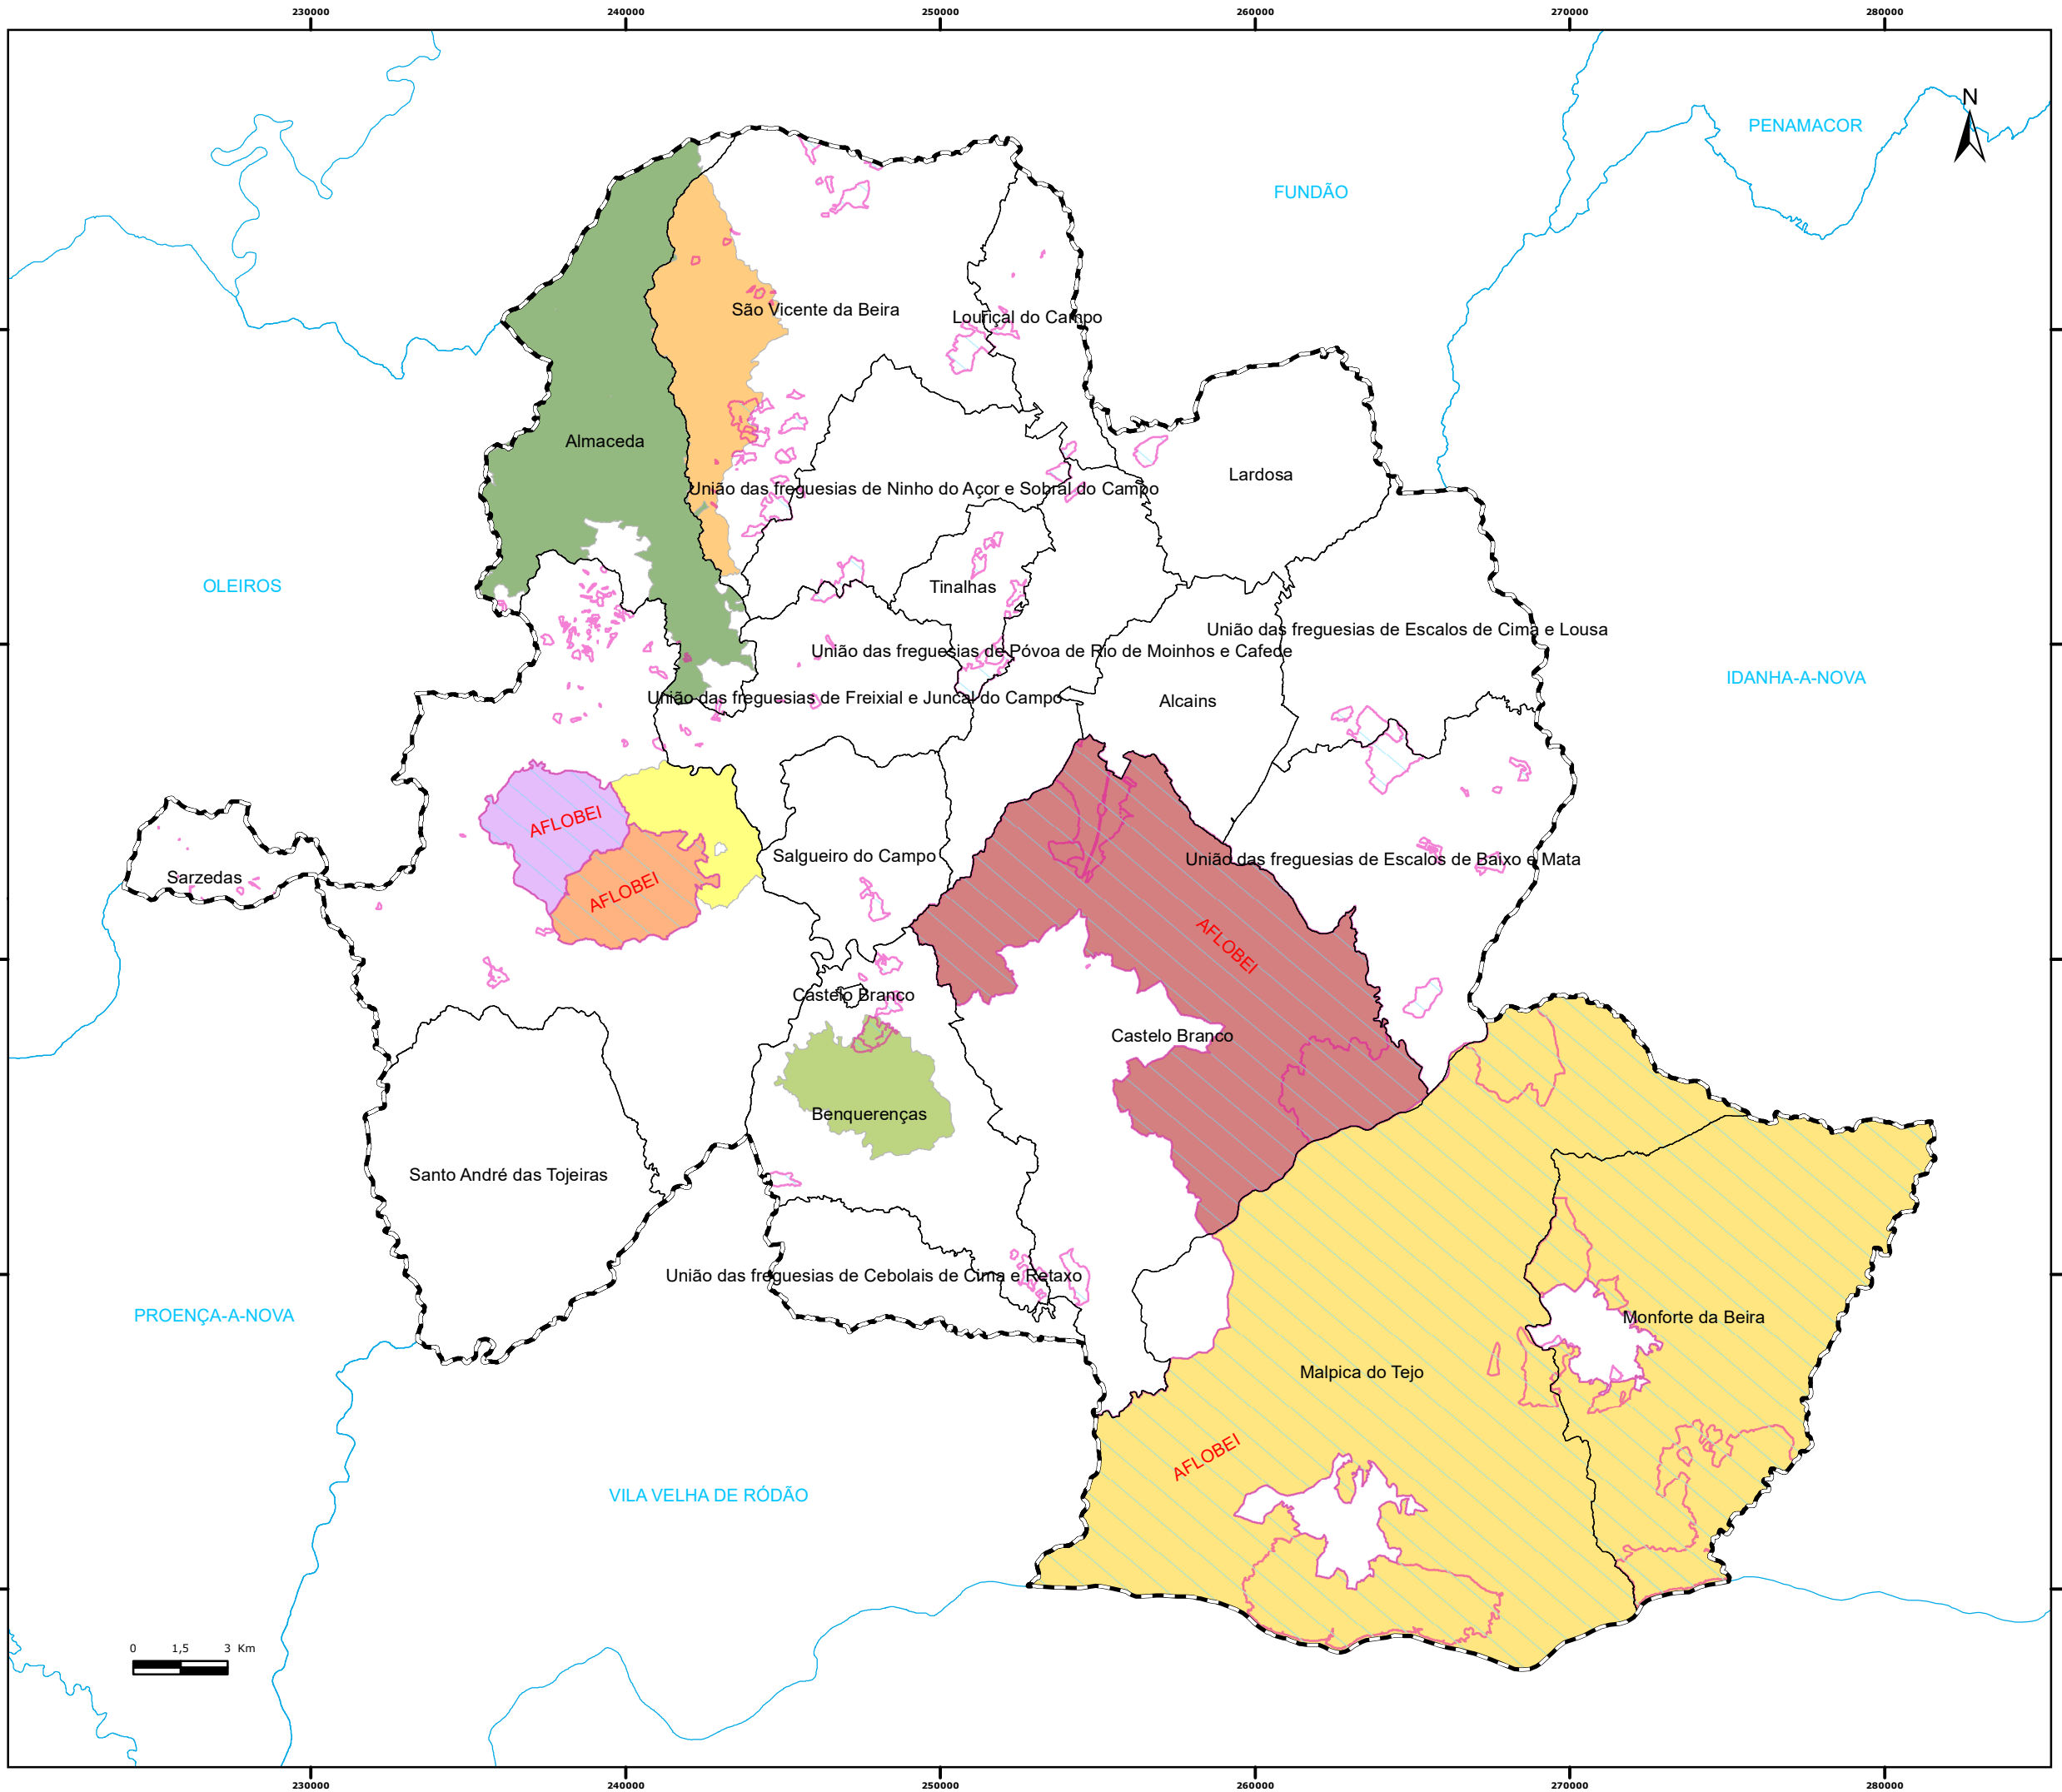 230000 240000 250000 260000 270000 280000
N
PENAMACOR
FUNDÃO
São Vicente da Beira
Louriçal do Campo
Almaceda
Lardosa
União das freguesias de Ninho do Açor e Sobral do Campo
OLEIROS
Tinalhas
União das freguesias de Escalos de Cima e Lousa
União das freguesias de Póvoa de Rio de Moinhos e Cafede
IDANHA-A-NOVA
União das freguesias de Freixial e Juncal do Campo
Alcains
AFLOBEI
Salgueiro do Campo
União das freguesias de Escalos de Baixo e Mata
Sarzedas
AFLOBEI
AFLOBEI
Castelo Branco
Castelo Branco
Benquerenças
Santo André das Tojeiras
União das freguesias de Cebolais de Cima e Retaxo
PROENÇA-A-NOVA
Monforte da Beira
Malpica do Tejo
AFLOBEI
VILA VELHA DE RÓDÃO
0 1,5 3 Km
230000 240000 250000 260000 270000 280000